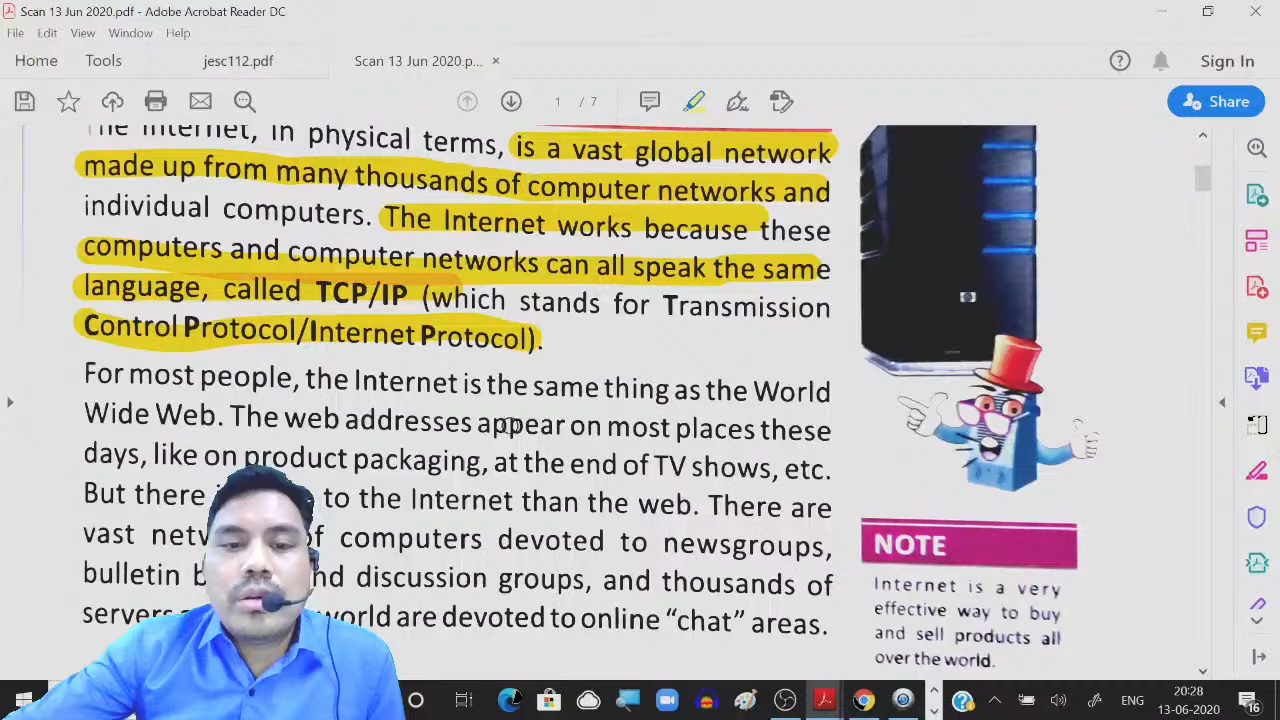 Scan 13 Jun 2020.pdf - Adobe Acrobat Reader DC
File Edit View Window Help
Home Tools jesc112.pdf Scan 13 Jun 2020.p... × Sign In
1 / 7 Share
The Internet, in physical terms, is a vast global network
made up from many thousands of computer networks and
individual computers. The Internet works because these
computers and computer networks can all speak the same
language, called TCP/IP (which stands for Transmission
Control Protocol/Internet Protocol).
For most people, the Internet is the same thing as the World
Wide Web. The web addresses appear on most places these
days, like on product packaging, at the end of TV shows, etc.
But there to the Internet than the web. There are
vast of computers devoted to newsgroups,
bulletin and discussion groups, and thousands of
servers world are devoted to online "chat" areas.
NOTE
Internet is a very
effective way to buy
and sell products all
over the world.
ENG
20:28
13-06-2020
16